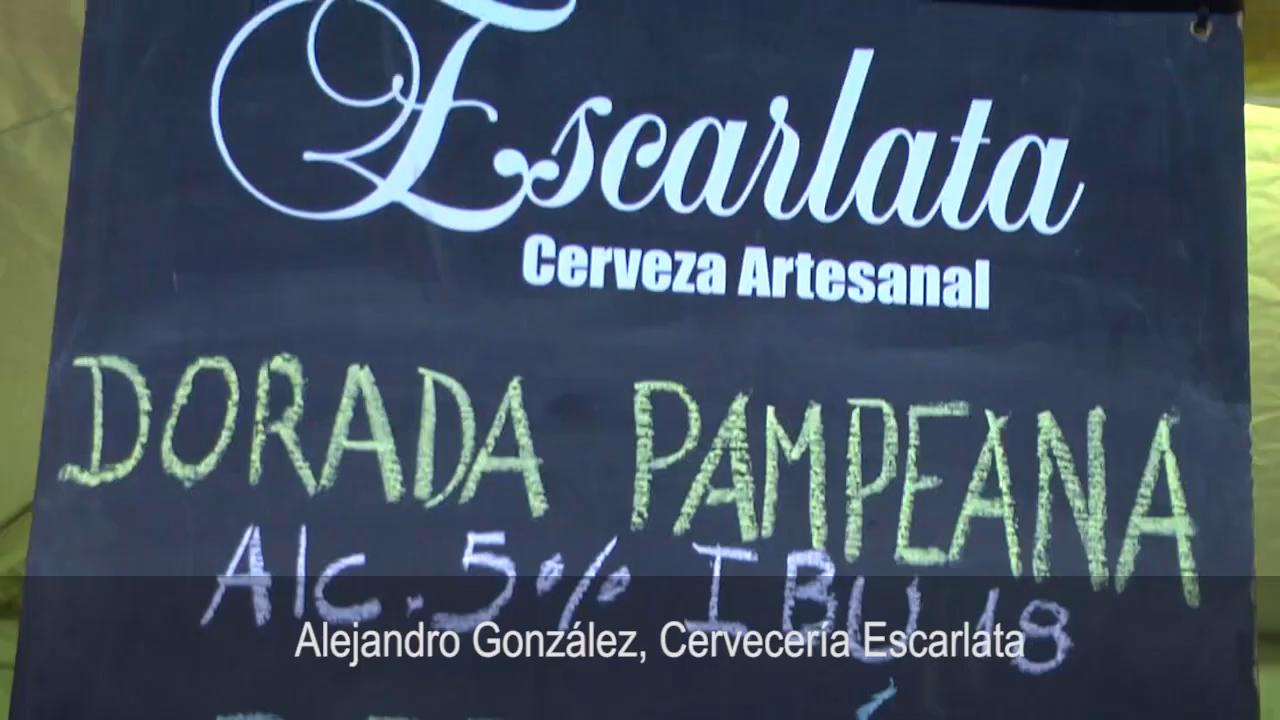 Escarlata
Cerveza Artesanal
DORADA PAMPEANA
Alc. 5% IBU 18
Alejandro González, Cervecería Escarlata